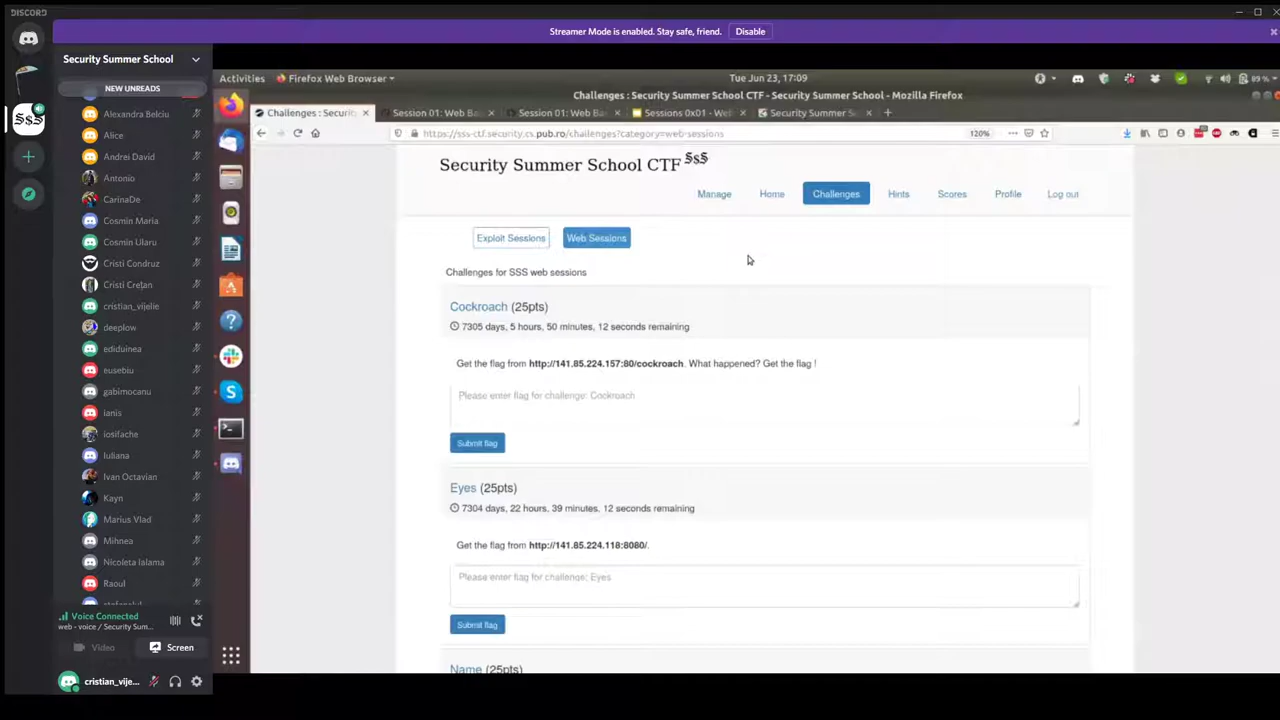 DISCORD
Streamer Mode is enabled. Stay safe, friend. Disable
Security Summer School
NEW UNREADS
Alexandra Belciu
Alice
Andrei David
Antonio
CarinaDe
Cosmin Maria
Cosmin Ularu
Cristi Condruz
Cristi Crețan
cristian_vijelie
deeplow
ediduinea
eusebiu
gabimocanu
ianis
iosifache
Iuliana
Ivan Octavian
Kayn
Marius Vlad
Mihnea
Nicoleta Ialama
Raoul
Voice Connected
web - voice / Security Sum...
Video Screen
cristian_vije...
Activities Firefox Web Browser Tue Jun 23, 17:09 89 %
Challenges : Security Summer School CTF - Security Summer School - Mozilla Firefox
Challenges : Securit Session 01: Web Ba Session 01: Web Ba Sessions 0x01 - We Security Summer S
https://sss-ctf.security.cs.pub.ro/challenges?category=web-sessions 120%
Security Summer School CTF
Manage Home Challenges Hints Scores Profile Log out
Exploit Sessions Web Sessions
Challenges for SSS web sessions
Cockroach (25pts)
7305 days, 5 hours, 50 minutes, 12 seconds remaining
Get the flag from http://141.85.224.157:80/cockroach. What happened? Get the flag !
Please enter flag for challenge: Cockroach
Submit flag
Eyes (25pts)
7304 days, 22 hours, 39 minutes, 12 seconds remaining
Get the flag from http://141.85.224.118:8080/.
Please enter flag for challenge: Eyes
Submit flag
Name (25pts)